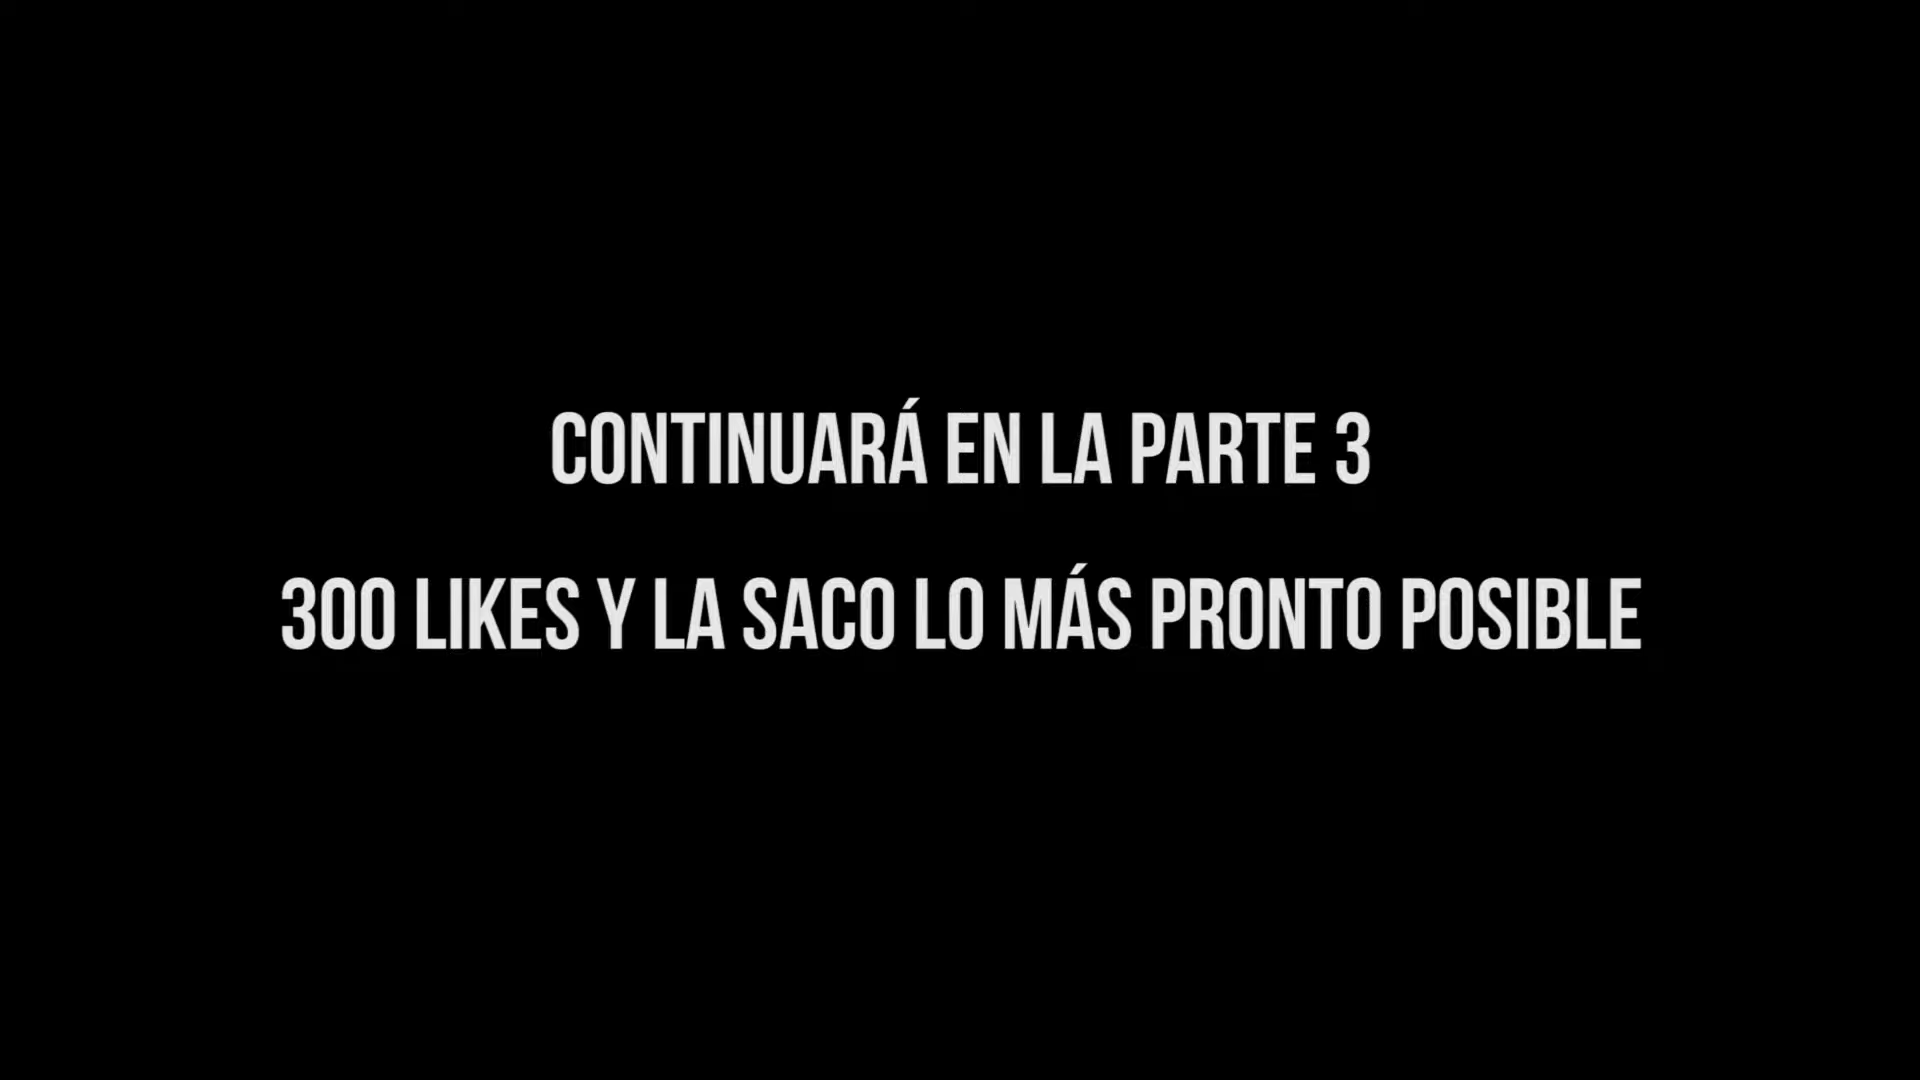 CONTINUARÁ EN LA PARTE 3
300 LIKES Y LA SACO LO MÁS PRONTO POSIBLE